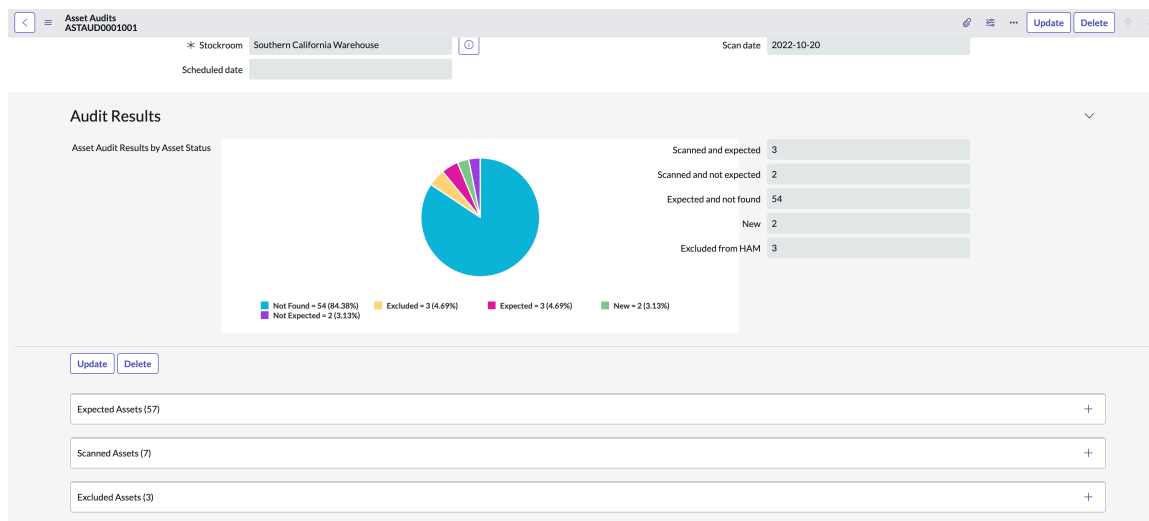 Asset Audits
ASTAUD0001001
Update Delete
* Stockroom Southern California Warehouse
Scan date 2022-10-20
Scheduled date
Audit Results
Asset Audit Results by Asset Status
Scanned and expected 3
Scanned and not expected 2
Expected and not found 54
New 2
Excluded from HAM 3
Not Found = 54 (84.38%) Excluded = 3 (4.69%) Expected = 3 (4.69%) New = 2 (3.13%)
Not Expected = 2 (3.13%)
Update Delete
Expected Assets (57)
Scanned Assets (7)
Excluded Assets (3)